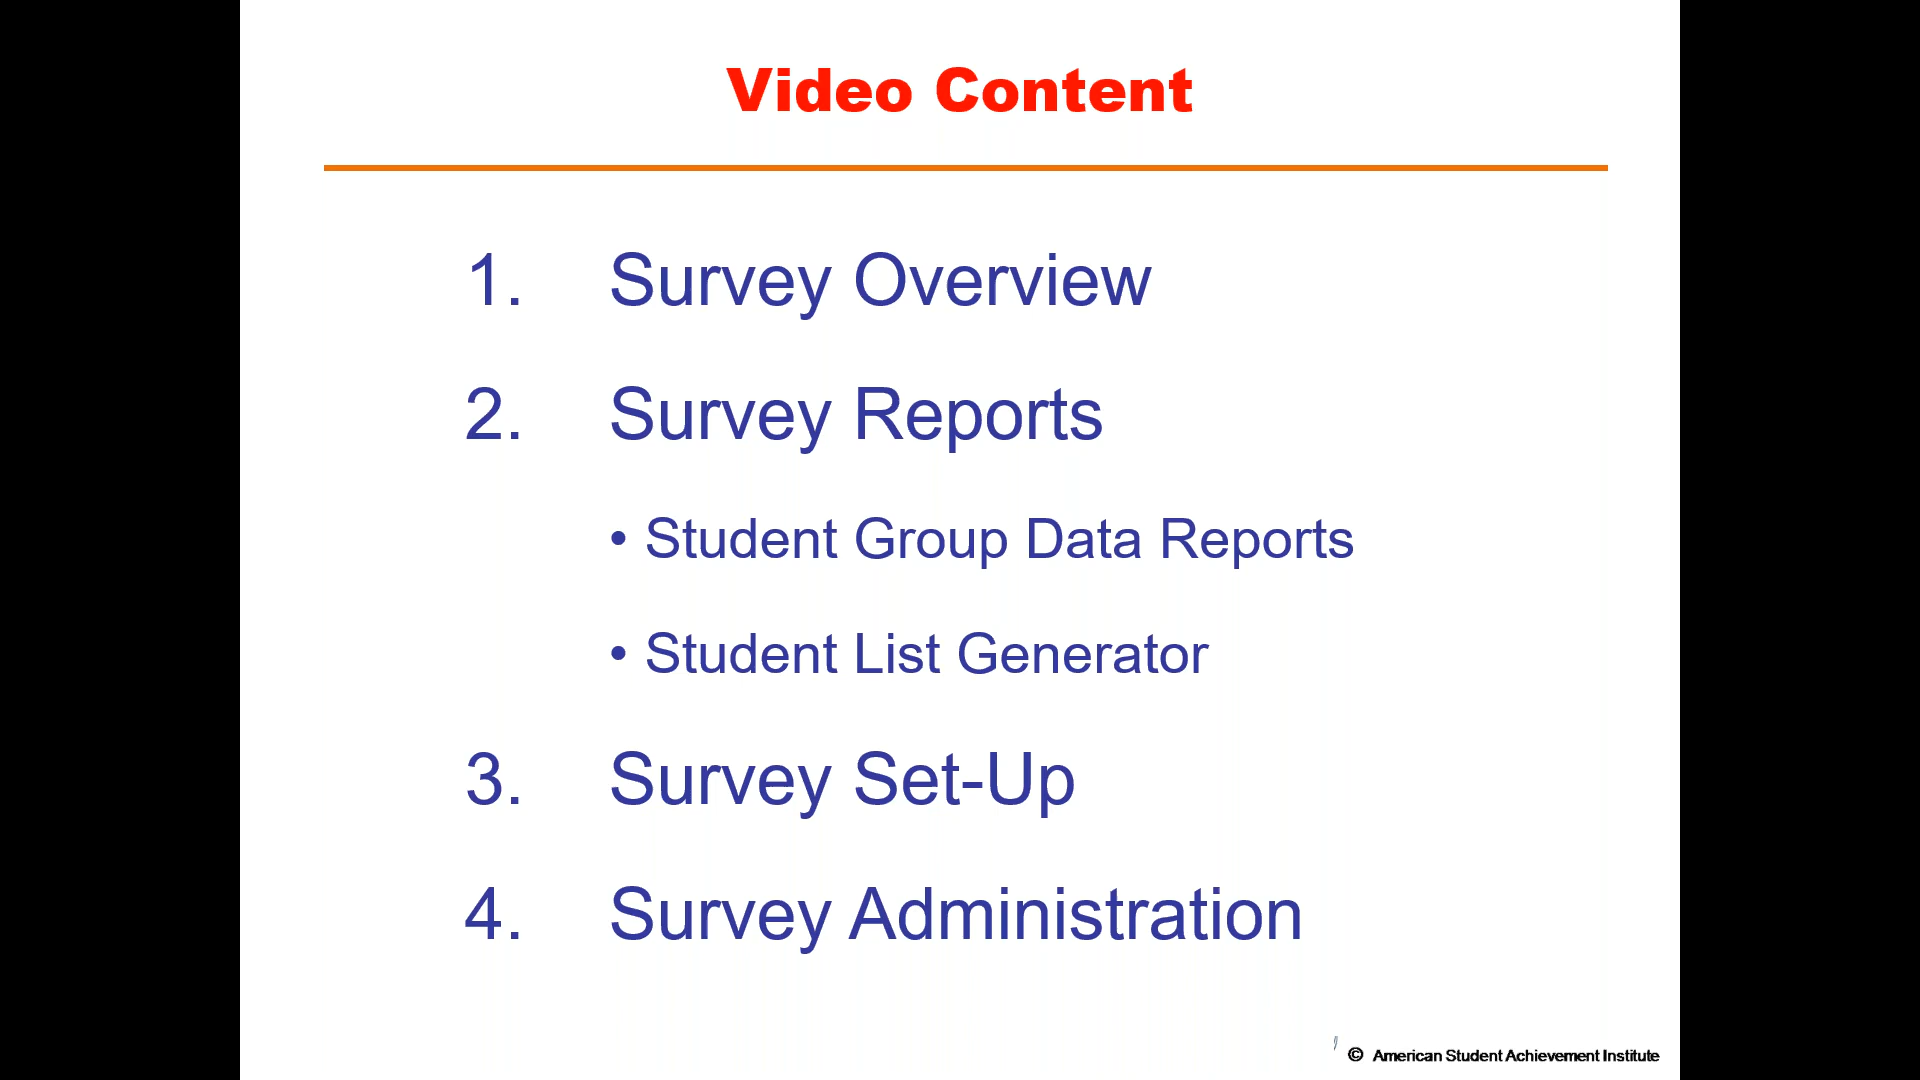 Video Content
1. Survey Overview
2. Survey Reports
• Student Group Data Reports
• Student List Generator
3. Survey Set-Up
4. Survey Administration
© American Student Achievement Institute